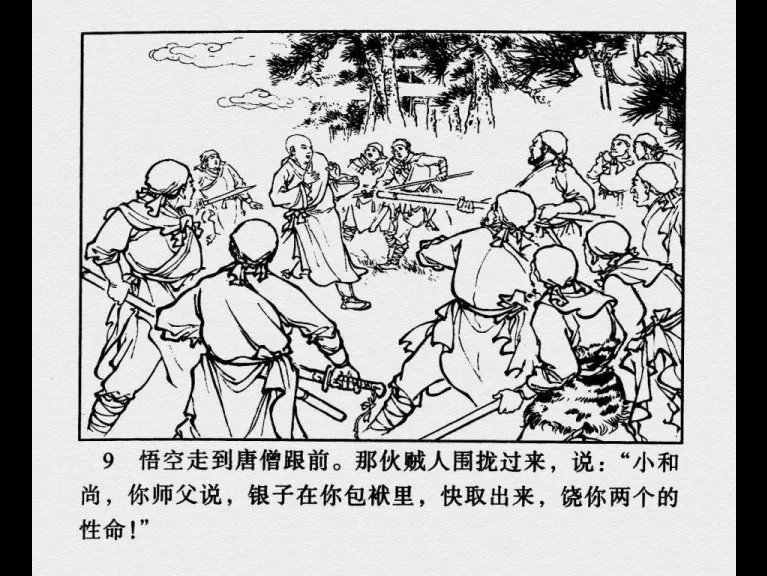 9 悟空走到唐僧跟前。那伙贼人围拢过来，说：“小和
尚，你师父说，银子在你包袱里，快取出来，饶你两个的
性命！”